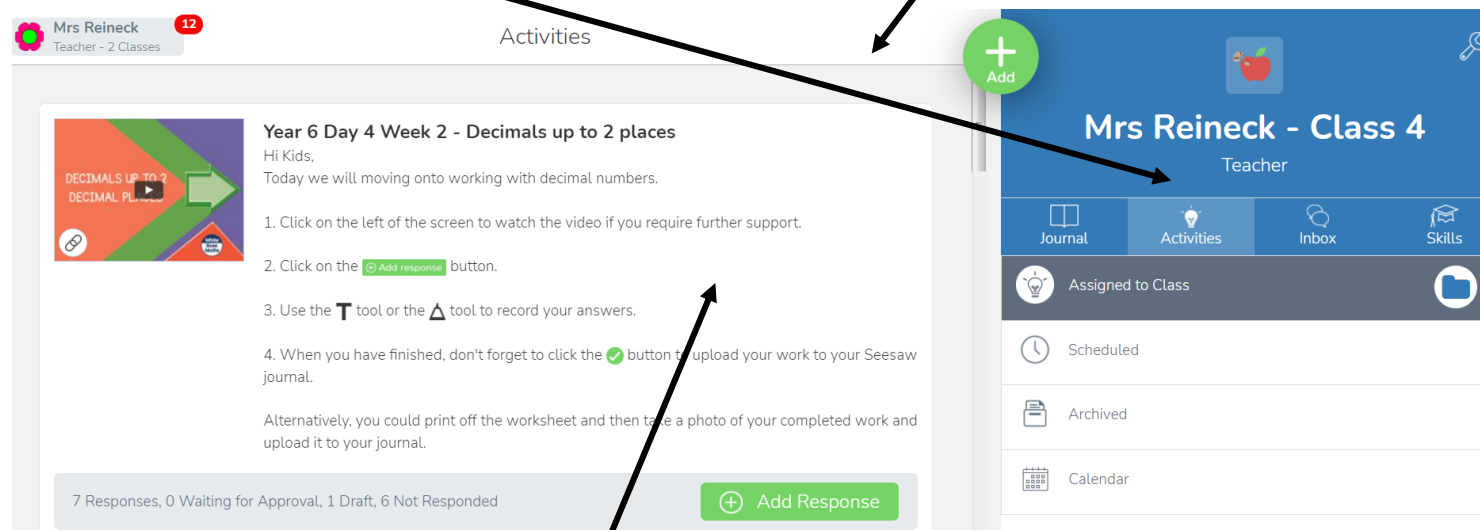 Mrs Reineck
12
Teacher - 2 Classes
Activities
Add
Year 6 Day 4 Week 2 - Decimals up to 2 places
Hi Kids,
Today we will moving onto working with decimal numbers.
1. Click on the left of the screen to watch the video if you require further support.
2. Click on the Add response button.
3. Use the T tool or the tool to record your answers.
4. When you have finished, don't forget to click the button to upload your work to your Seesaw
journal.
Alternatively, you could print off the worksheet and then take a photo of your completed work and
upload it to your journal.
DECIMALS UP TO 2
DECIMAL PLACES
White
Rose
Maths
7 Responses, 0 Waiting for Approval, 1 Draft, 6 Not Responded
Add Response
Mrs Reineck - Class 4
Teacher
Journal
Activities
Inbox
Skills
Assigned to Class
Scheduled
Archived
Calendar